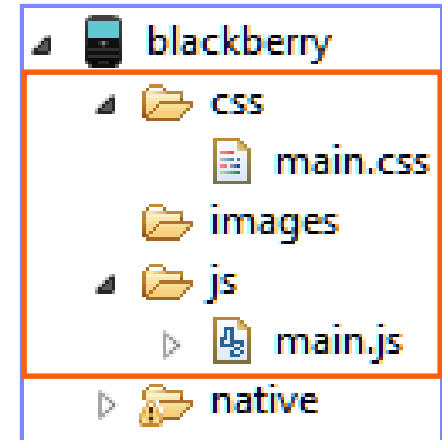 blackberry
css
main.css
images
js
main.js
native